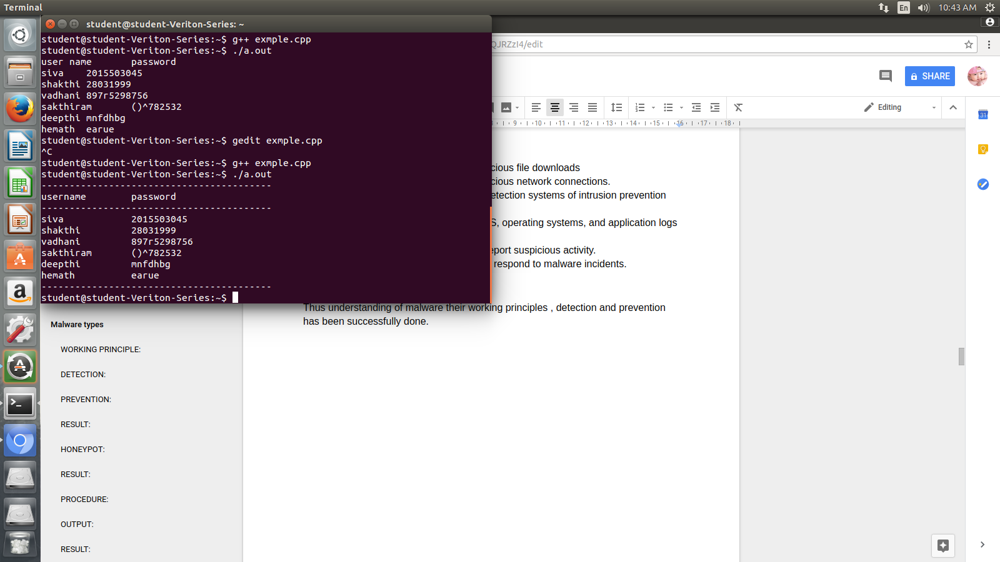 Terminal
En
10:43 AM
student@student-Veriton-Series: ~
student@student-Veriton-Series:~$ g++ exmple.cpp
student@student-Veriton-Series:~$ ./a.out
user name       password
siva    2015503045
shakthi 28031999
vadhani 897r5298756
sakthiram       ()^782532
deepthi mnfdhbg
hemath  earue
student@student-Veriton-Series:~$ gedit exmple.cpp
^C
student@student-Veriton-Series:~$ g++ exmple.cpp
student@student-Veriton-Series:~$ ./a.out
-----------------------------------------
username        password
-----------------------------------------
siva            2015503045
shakthi         28031999
vadhani         897r5298756
sakthiram       ()^782532
deepthi         mnfdhbg
hemath          earue
-----------------------------------------
student@student-Veriton-Series:~$
QJRZzI4/edit
SHARE
Editing
9 10 11 12 13 14 15 16 17 18
31
cious file downloads
cious network connections.
etection systems of intrusion prevention
S, operating systems, and application logs
eport suspicious activity.
respond to malware incidents.
Thus understanding of malware their working principles , detection and prevention
has been successfully done.
Malware types
WORKING PRINCIPLE:
DETECTION:
PREVENTION:
RESULT:
HONEYPOT:
RESULT:
PROCEDURE:
OUTPUT:
RESULT: